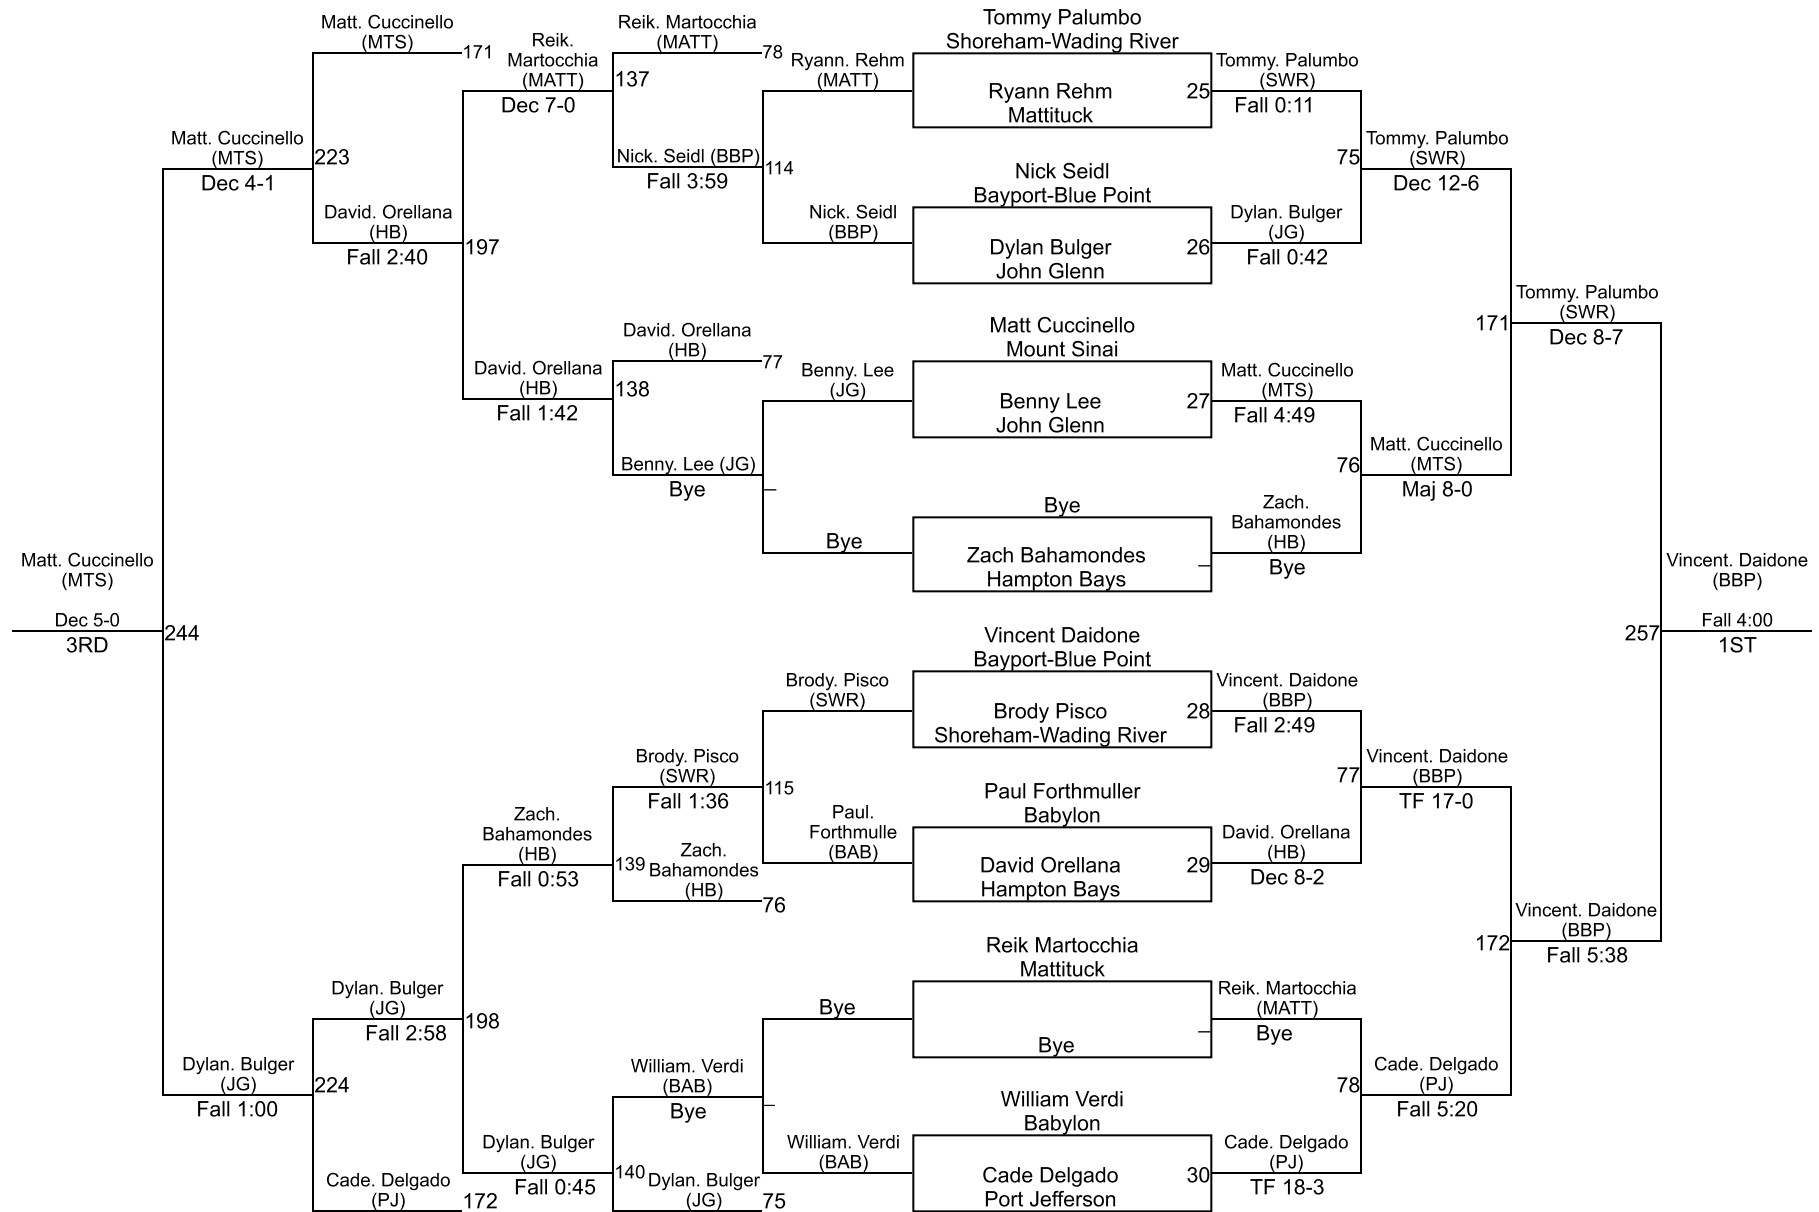 Matt. Cuccinello
(MTS)
171
Reik.
Martocchia
(MATT)
Dec 7-0
Reik. Martocchia
(MATT)
78
137
Ryann. Rehm
(MATT)
Tommy Palumbo
Shoreham-Wading River
Ryann Rehm
Mattituck
25
Tommy. Palumbo
(SWR)
Fall 0:11
Matt. Cuccinello
(MTS)
Dec 4-1
223
Nick. Seidl (BBP)
Fall 3:59
114
Nick Seidl
Bayport-Blue Point
75
Tommy. Palumbo
(SWR)
Dec 12-6
David. Orellana
(HB)
Fall 2:40
197
Nick. Seidl
(BBP)
Dylan Bulger
John Glenn
26
Dylan. Bulger
(JG)
Fall 0:42
David. Orellana
(HB)
77
Matt Cuccinello
Mount Sinai
171
Tommy. Palumbo
(SWR)
Dec 8-7
David. Orellana
(HB)
Fall 1:42
138
Benny. Lee
(JG)
Benny Lee
John Glenn
27
Matt. Cuccinello
(MTS)
Fall 4:49
Benny. Lee (JG)
Bye
76
Matt. Cuccinello
(MTS)
Maj 8-0
Bye
Bye
Zach Bahamondes
Hampton Bays
Zach.
Bahamondes
(HB)
Bye
Matt. Cuccinello
(MTS)
Dec 5-0
3RD
244
Vincent. Daidone
(BBP)
Fall 4:00
1ST
257
Vincent Daidone
Bayport-Blue Point
Brody. Pisco
(SWR)
Brody Pisco
Shoreham-Wading River
28
Vincent. Daidone
(BBP)
Fall 2:49
Brody. Pisco
(SWR)
Fall 1:36
115
Paul Forthmuller
Babylon
77
Vincent. Daidone
(BBP)
TF 17-0
Zach.
Bahamondes
(HB)
Fall 0:53
139
Zach.
Bahamondes
(HB)
76
Paul.
Forthmulle
(BAB)
David Orellana
Hampton Bays
29
David. Orellana
(HB)
Dec 8-2
Reik Martocchia
Mattituck
172
Vincent. Daidone
(BBP)
Fall 5:38
Dylan. Bulger
(JG)
Fall 2:58
198
Bye
Bye
Reik. Martocchia
(MATT)
Bye
Dylan. Bulger
(JG)
Fall 1:00
224
William. Verdi
(BAB)
Bye
William Verdi
Babylon
78
Cade. Delgado
(PJ)
Fall 5:20
Cade. Delgado
(PJ)
172
Dylan. Bulger
(JG)
Fall 0:45
140
Dylan. Bulger
(JG)
75
William. Verdi
(BAB)
Cade Delgado
Port Jefferson
30
Cade. Delgado
(PJ)
TF 18-3